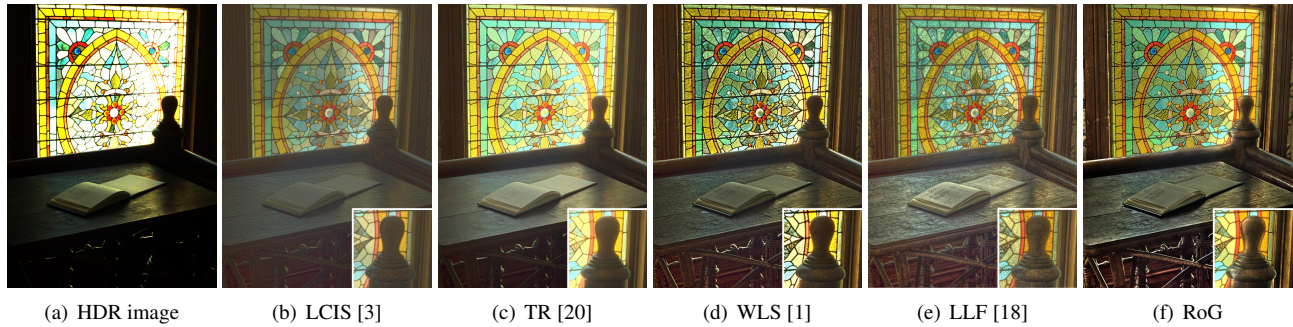 (a) HDR image
(b) LCIS [3]
(c) TR [20]
(d) WLS [1]
(e) LLF [18]
(f) RoG